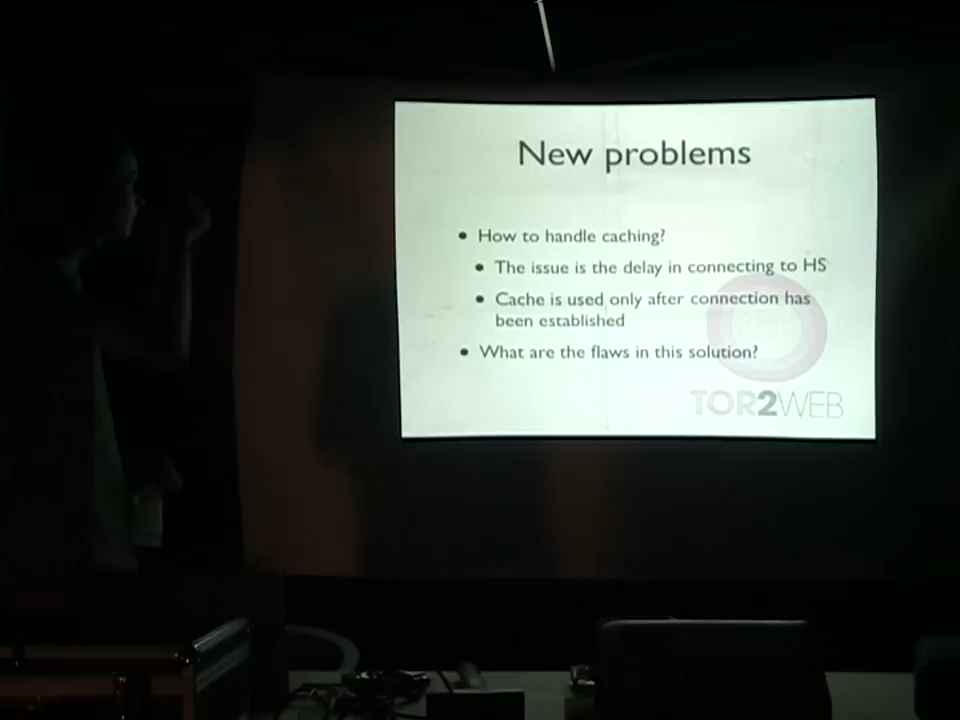 New problems
• How to handle caching?
• The issue is the delay in connecting to HS
• Cache is used only after connection has
been established
• What are the flaws in this solution?
TOR2WEB